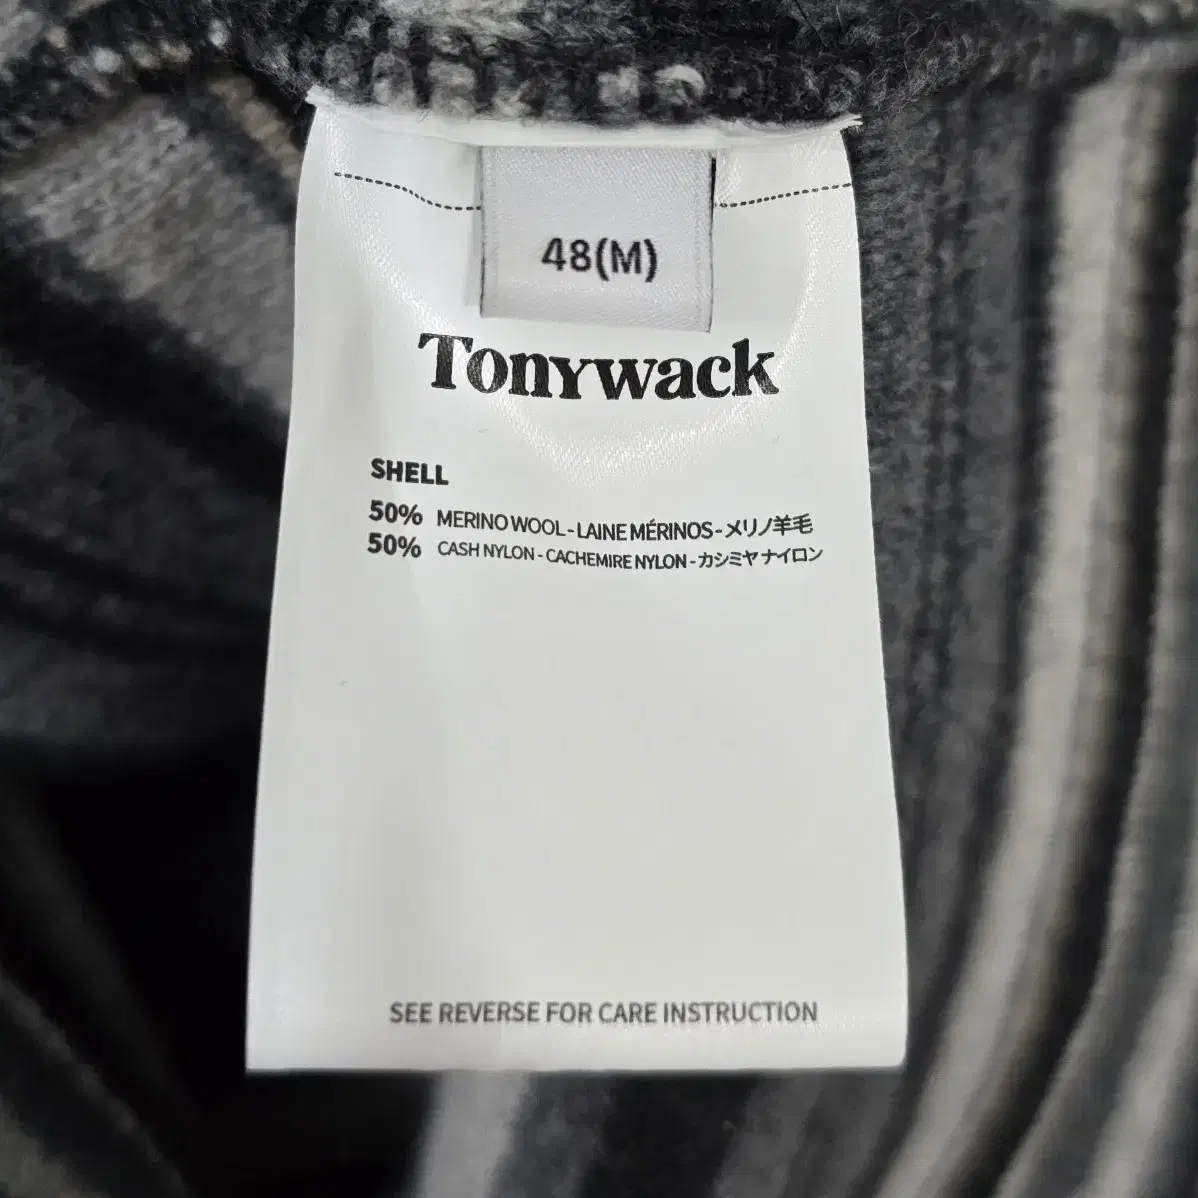 48(M)
Tonywack
SHELL
50% MERINO WOOL - LAINE MÉRINOS - メリノ羊毛
50% CASH NYLON - CACHEMIRE NYLON - カシミヤ ナイロン
SEE REVERSE FOR CARE INSTRUCTION